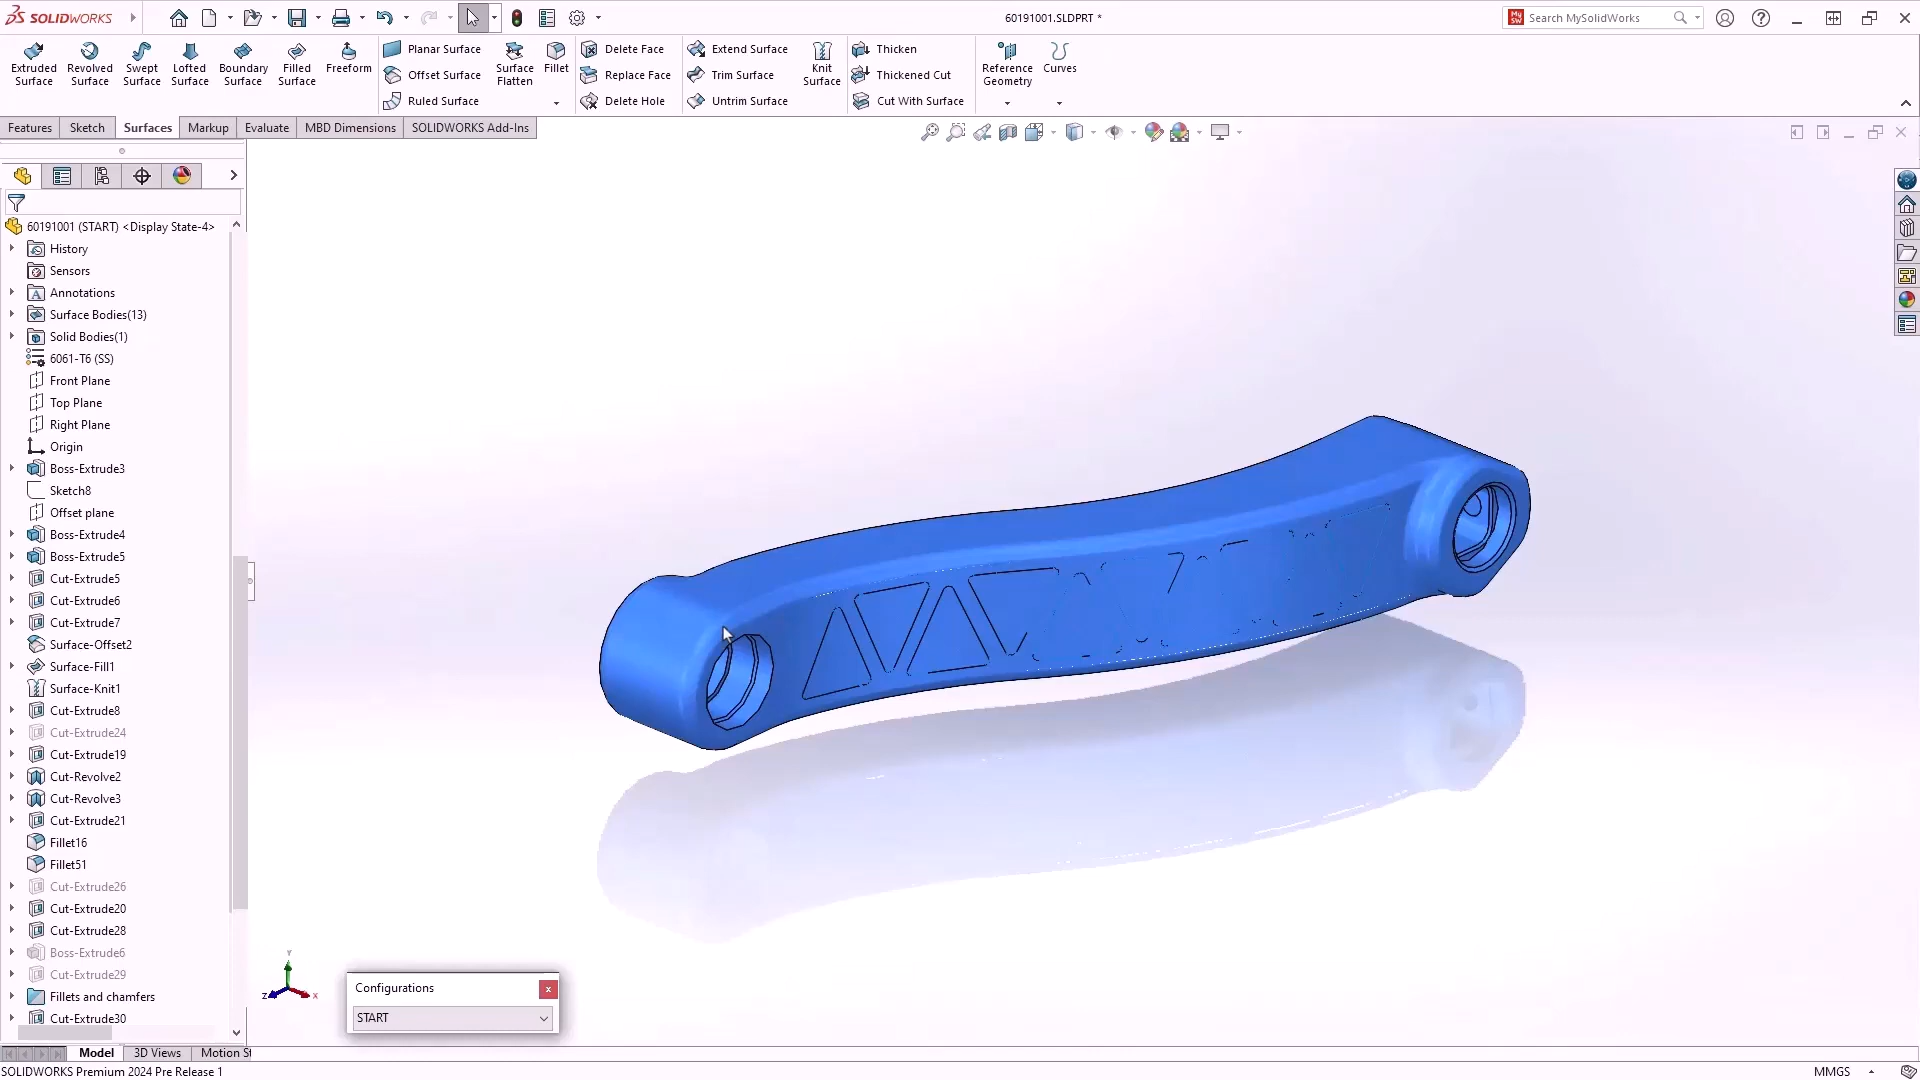 SOLIDWORKS
60191001.SLDPRT *
Search MySolidWorks
Extruded Surface
Revolved Surface
Swept Surface
Lofted Surface
Boundary Surface
Filled Surface
Freeform
Planar Surface
Offset Surface
Ruled Surface
Surface Flatten
Fillet
Delete Face
Replace Face
Delete Hole
Extend Surface
Trim Surface
Untrim Surface
Knit Surface
Thicken
Thickened Cut
Cut With Surface
Reference Geometry
Curves
Features
Sketch
Surfaces
Markup
Evaluate
MBD Dimensions
SOLIDWORKS Add-Ins
60191001 (START) <Display State-4>
History
Sensors
Annotations
Surface Bodies(13)
Solid Bodies(1)
6061-T6 (SS)
Front Plane
Top Plane
Right Plane
Origin
Boss-Extrude3
Sketch8
Offset plane
Boss-Extrude4
Boss-Extrude5
Cut-Extrude5
Cut-Extrude6
Cut-Extrude7
Surface-Offset2
Surface-Fill1
Surface-Knit1
Cut-Extrude8
Cut-Extrude24
Cut-Extrude19
Cut-Revolve2
Cut-Revolve3
Cut-Extrude21
Fillet16
Fillet51
Cut-Extrude26
Cut-Extrude20
Cut-Extrude28
Boss-Extrude6
Cut-Extrude29
Fillets and chamfers
Cut-Extrude30
Y
Z
X
Configurations
START
Model
3D Views
Motion St
SOLIDWORKS Premium 2024 Pre Release 1
MMGS